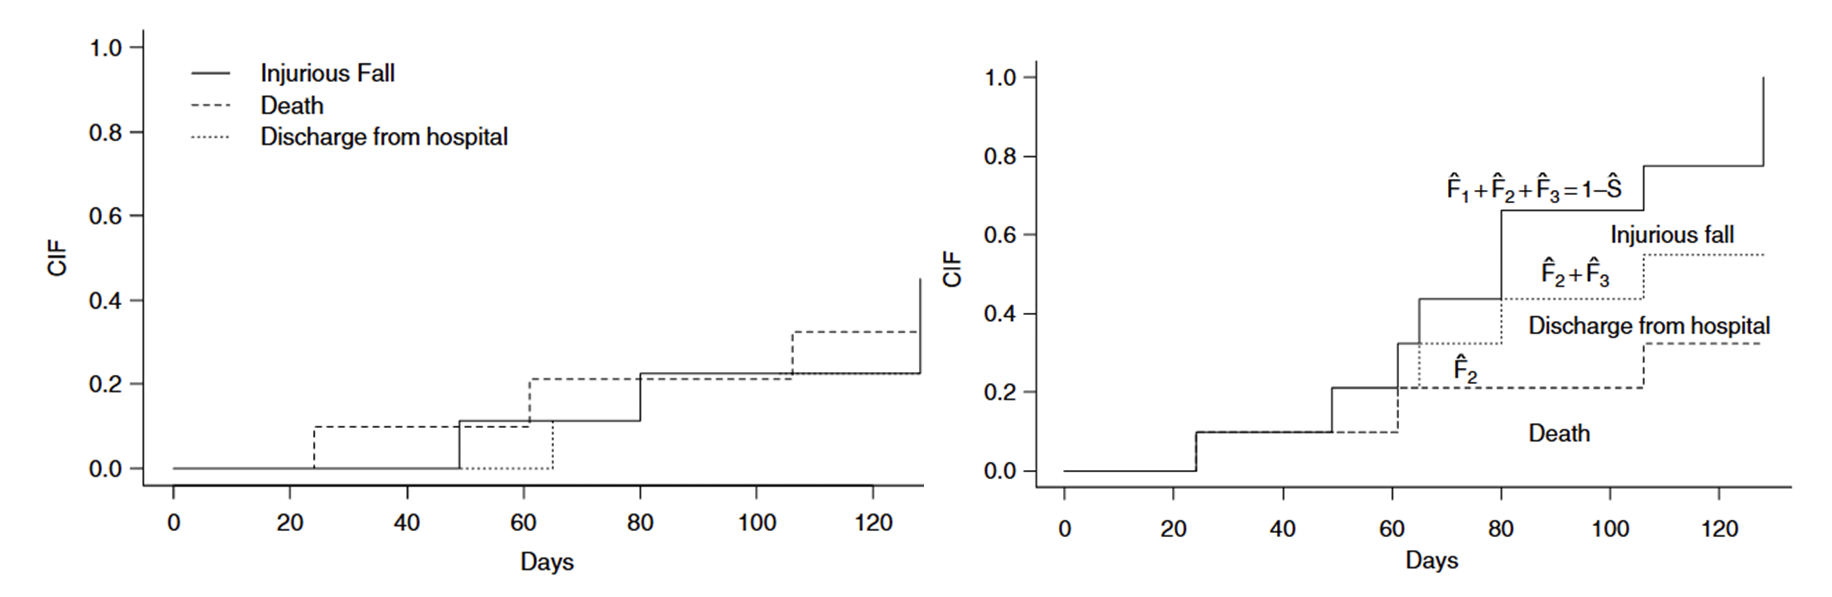 1.0
0.8
0.6
0.4
0.2
0.0
CIF
Injurious Fall
Death
Discharge from hospital
0 20 40 60 80 100 120
Days
1.0
0.8
0.6
0.4
0.2
0.0
CIF
F̂₁+F̂₂+F̂₃=1–Ŝ
Injurious fall
F̂₂+F̂₃
Discharge from hospital
F̂₂
Death
0 20 40 60 80 100 120
Days